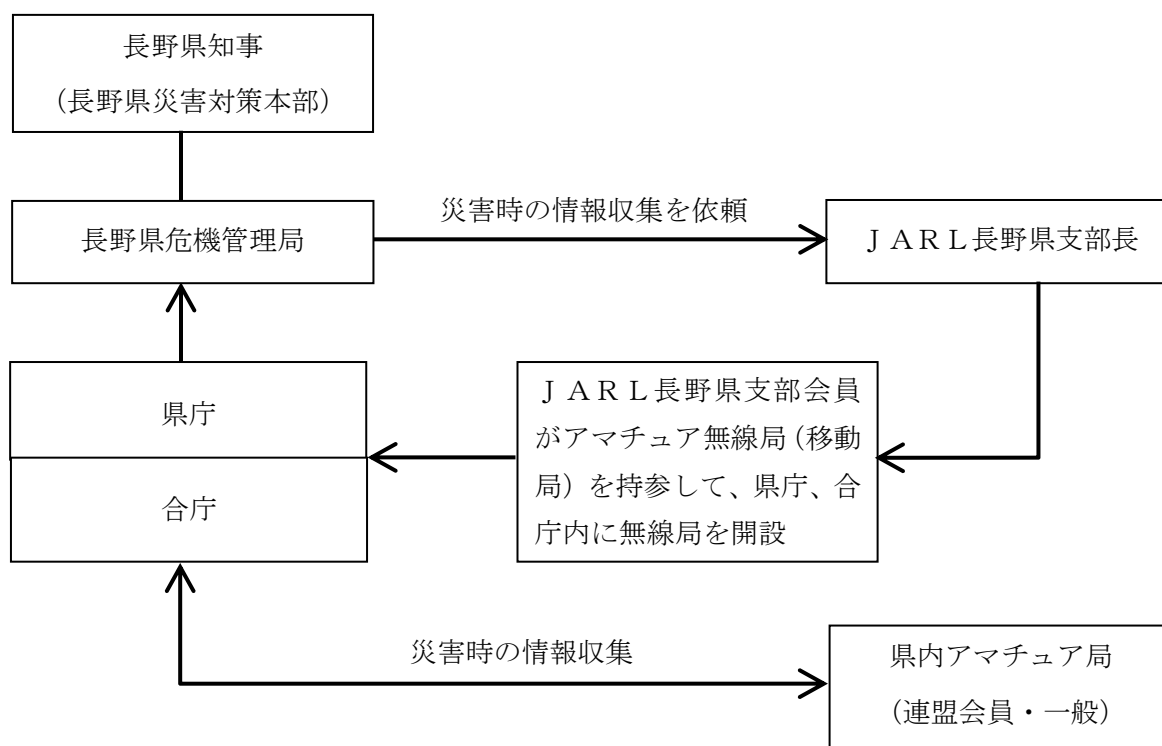 長野県知事
(長野県災害対策本部)
災害時の情報収集を依頼
長野県危機管理局
JARL長野県支部長
県庁
合庁
JARL長野県支部会員
がアマチュア無線局(移動
局)を持参して、県庁、合
庁内に無線局を開設
災害時の情報収集
県内アマチュア局
(連盟会員・一般)